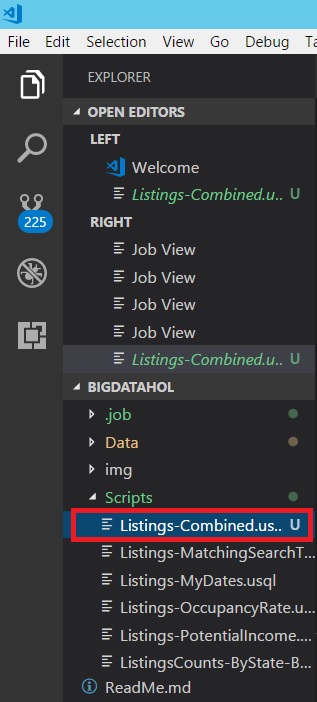 File Edit Selection View Go Debug Ta
EXPLORER
OPEN EDITORS
LEFT
Welcome
Listings-Combined.u.. U
225
RIGHT
Job View
Job View
Job View
Job View
Listings-Combined.u.. U
BIGDATAHOL
.job
Data
img
Scripts
Listings-Combined.us.. U
Listings-MatchingSearchT...
Listings-MyDates.usql
Listings-OccupancyRate.u...
Listings-PotentialIncome....
ListingsCounts-ByState-B...
ReadMe.md